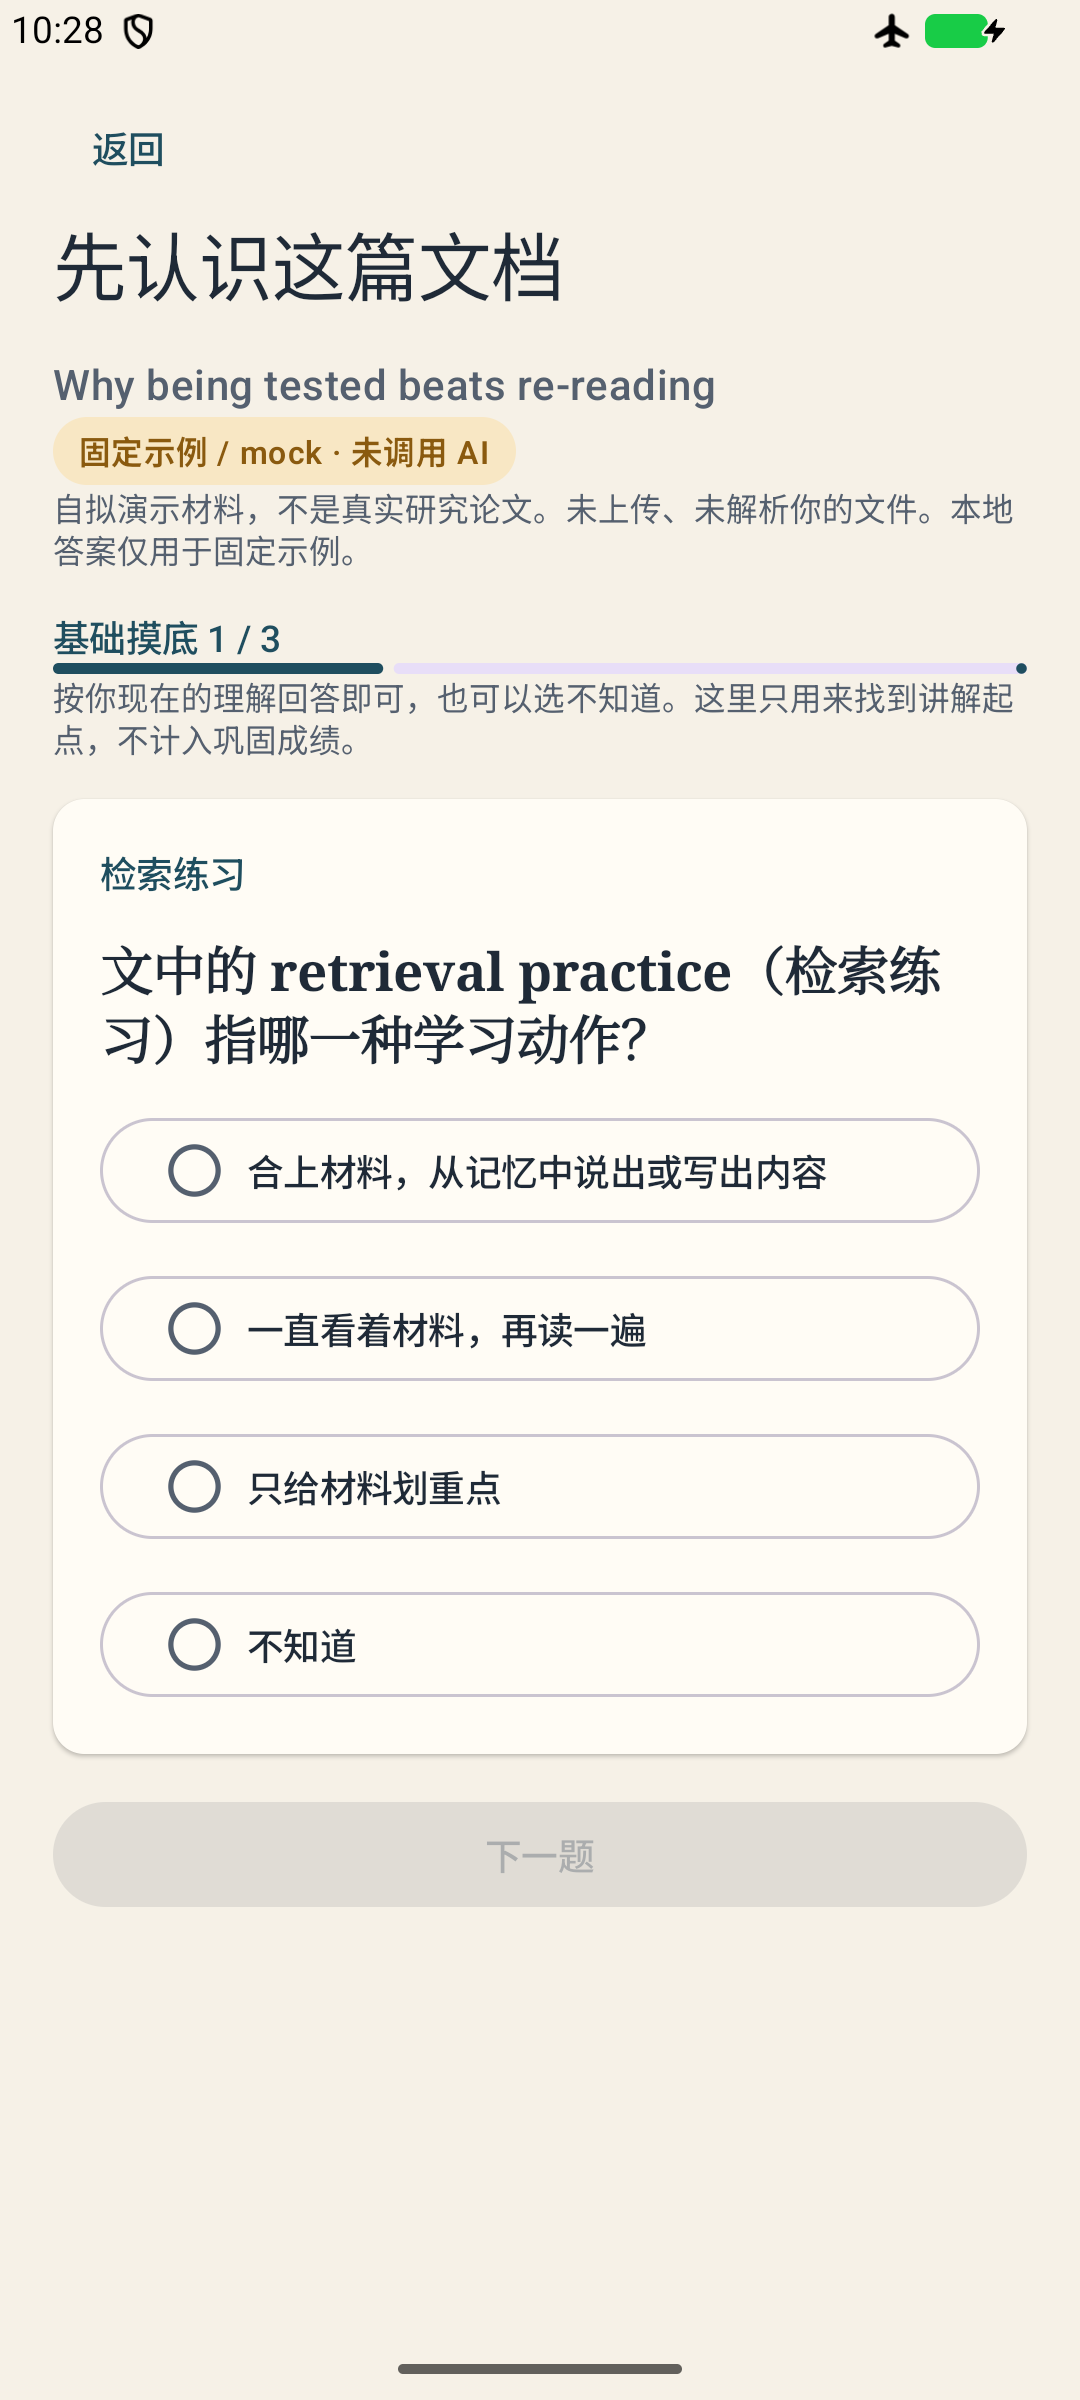 10:28
返回
先认识这篇文档
Why being tested beats re-reading
固定示例 / mock · 未调用 AI
自拟演示材料，不是真实研究论文。未上传、未解析你的文件。本地
答案仅用于固定示例。
基础摸底 1 / 3
按你现在的理解回答即可，也可以选不知道。这里只用来找到讲解起
点，不计入巩固成绩。
检索练习
文中的 retrieval practice（检索练
习）指哪一种学习动作？
合上材料，从记忆中说出或写出内容
一直看着材料，再读一遍
只给材料划重点
不知道
下一题